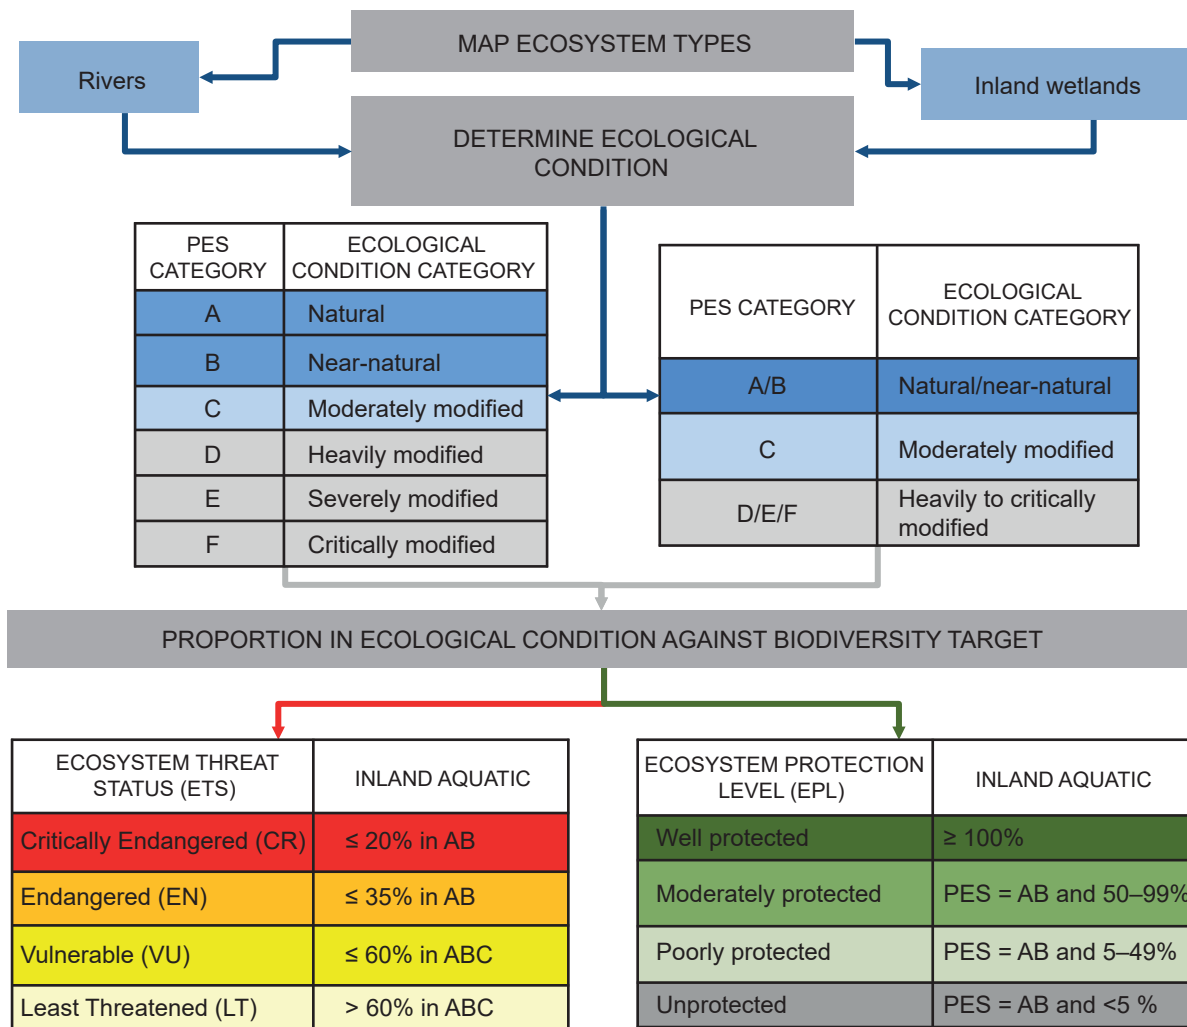 MAP ECOSYSTEM TYPES
Rivers
Inland wetlands
DETERMINE ECOLOGICAL
CONDITION
PES
CATEGORY
ECOLOGICAL
CONDITION CATEGORY
A
Natural
B
Near-natural
C
Moderately modified
D
Heavily modified
E
Severely modified
F
Critically modified
PES CATEGORY
ECOLOGICAL
CONDITION CATEGORY
A/B
Natural/near-natural
C
Moderately modified
D/E/F
Heavily to critically
modified
PROPORTION IN ECOLOGICAL CONDITION AGAINST BIODIVERSITY TARGET
ECOSYSTEM THREAT
STATUS (ETS)
INLAND AQUATIC
Critically Endangered (CR)
≤ 20% in AB
Endangered (EN)
≤ 35% in AB
Vulnerable (VU)
≤ 60% in ABC
Least Threatened (LT)
> 60% in ABC
ECOSYSTEM PROTECTION
LEVEL (EPL)
INLAND AQUATIC
Well protected
≥ 100%
Moderately protected
PES = AB and 50–99%
Poorly protected
PES = AB and 5–49%
Unprotected
PES = AB and <5 %